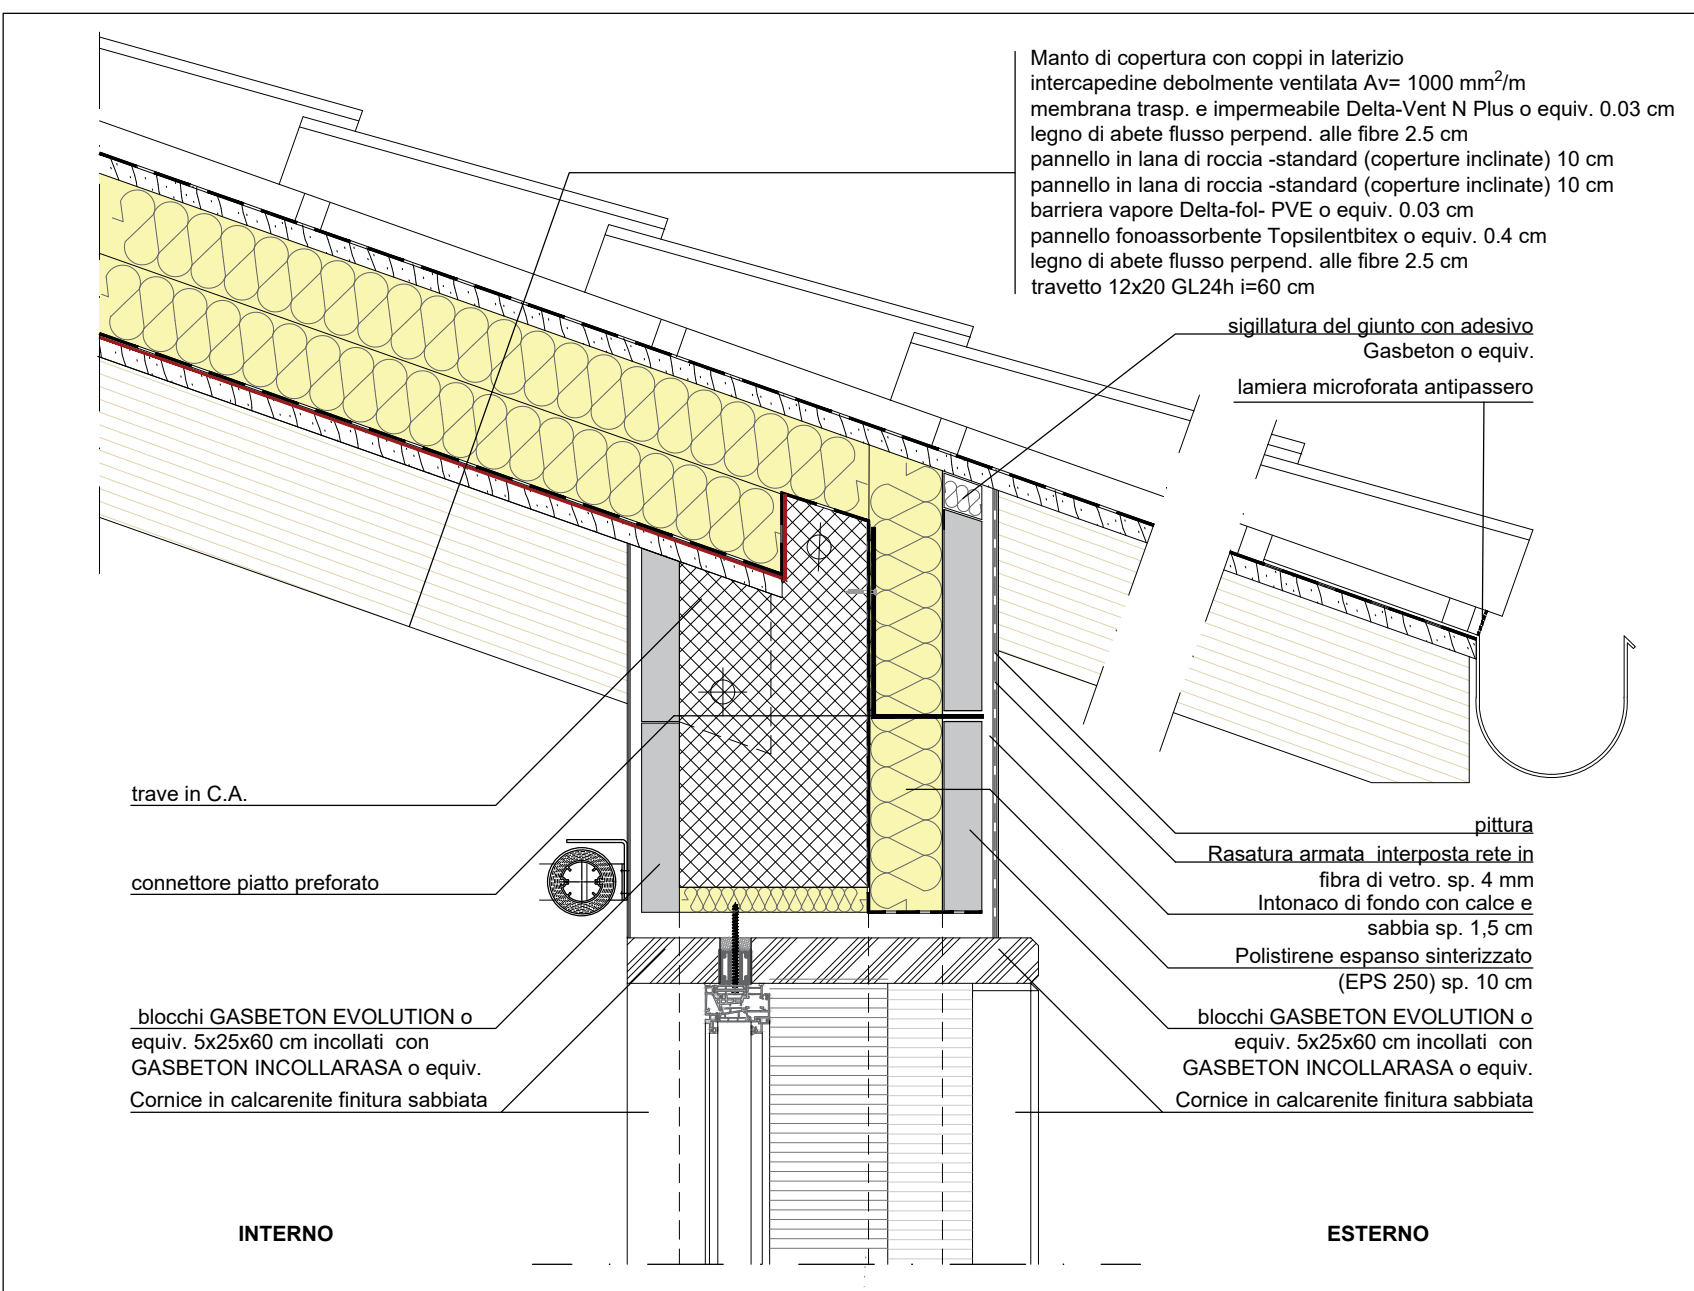 Manto di copertura con coppi in laterizio
intercapedine debolmente ventilata Av= 1000 mm²/m
membrana trasp. e impermeabile Delta-Vent N Plus o equiv. 0.03 cm
legno di abete flusso perpend. alle fibre 2.5 cm
pannello in lana di roccia -standard (coperture inclinate) 10 cm
pannello in lana di roccia -standard (coperture inclinate) 10 cm
barriera vapore Delta-fol- PVE o equiv. 0.03 cm
pannello fonoassorbente Topsilentbitex o equiv. 0.4 cm
legno di abete flusso perpend. alle fibre 2.5 cm
travetto 12x20 GL24h i=60 cm
sigillatura del giunto con adesivo
Gasbeton o equiv.
lamiera microforata antipassero
trave in C.A.
connettore piatto preforato
blocchi GASBETON EVOLUTION o
equiv. 5x25x60 cm incollati con
GASBETON INCOLLARASA o equiv.
Cornice in calcarenite finitura sabbiata
pittura
Rasatura armata interposta rete in
fibra di vetro. sp. 4 mm
Intonaco di fondo con calce e
sabbia sp. 1,5 cm
Polistirene espanso sinterizzato
(EPS 250) sp. 10 cm
blocchi GASBETON EVOLUTION o
equiv. 5x25x60 cm incollati con
GASBETON INCOLLARASA o equiv.
Cornice in calcarenite finitura sabbiata
INTERNO
ESTERNO